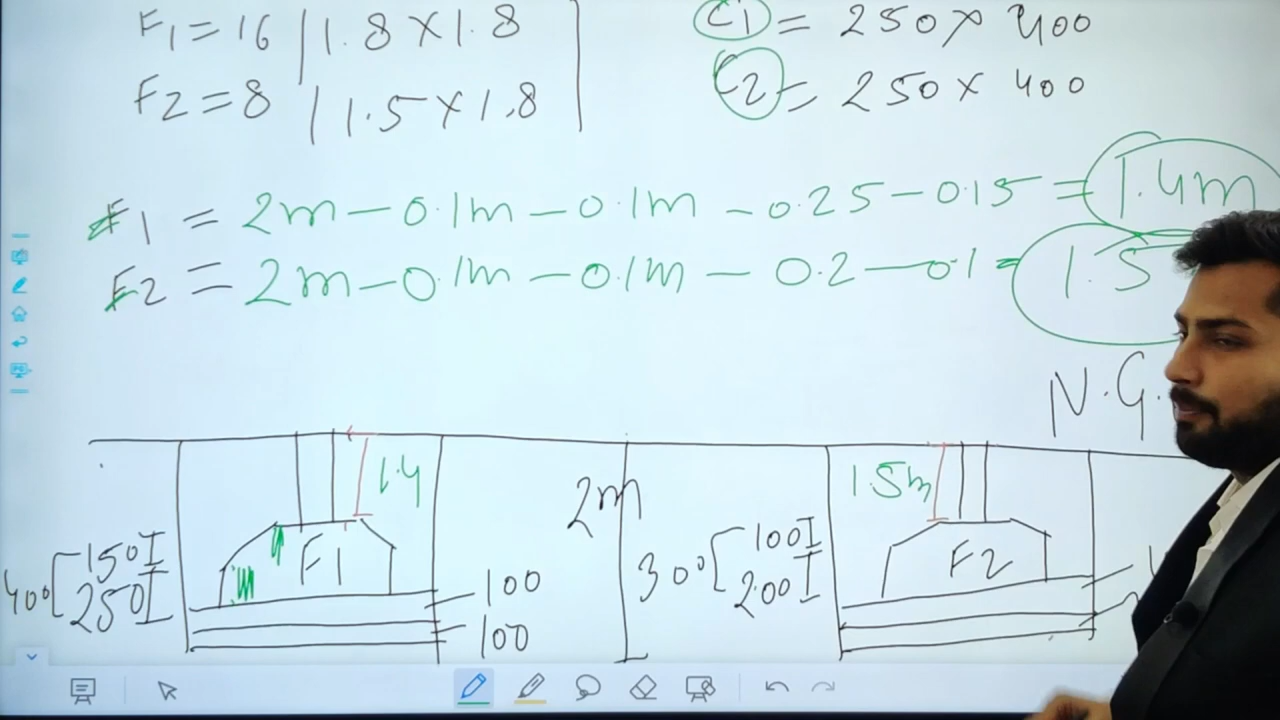 F1 = 16 | 1.8 x 1.8
F2 = 8 | 1.5 x 1.8
C1 = 250 x 400
C2 = 250 x 400
F1 = 2m - 0.1m - 0.1m - 0.25 - 0.15 = 1.4m
F2 = 2m - 0.1m - 0.1m - 0.2 - 0.1 = 1.5
N.G.
1.4
2m
1.5m
400 [ 150 I
250 I
F1
100
100
300 [ 100 I
200 I
F2